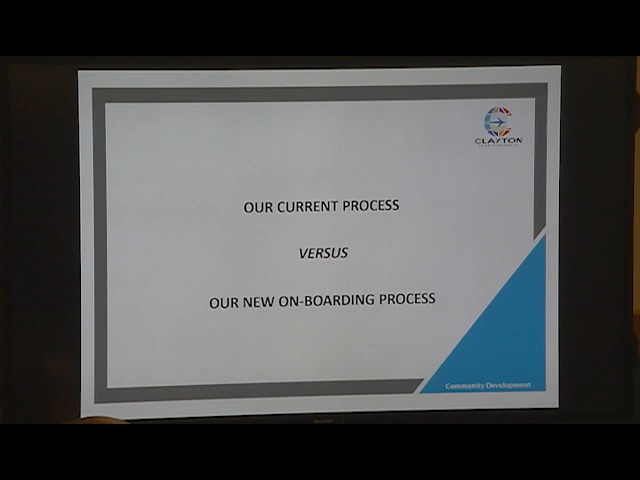 CLAYTON
OUR CURRENT PROCESS
VERSUS
OUR NEW ON-BOARDING PROCESS
Community Development